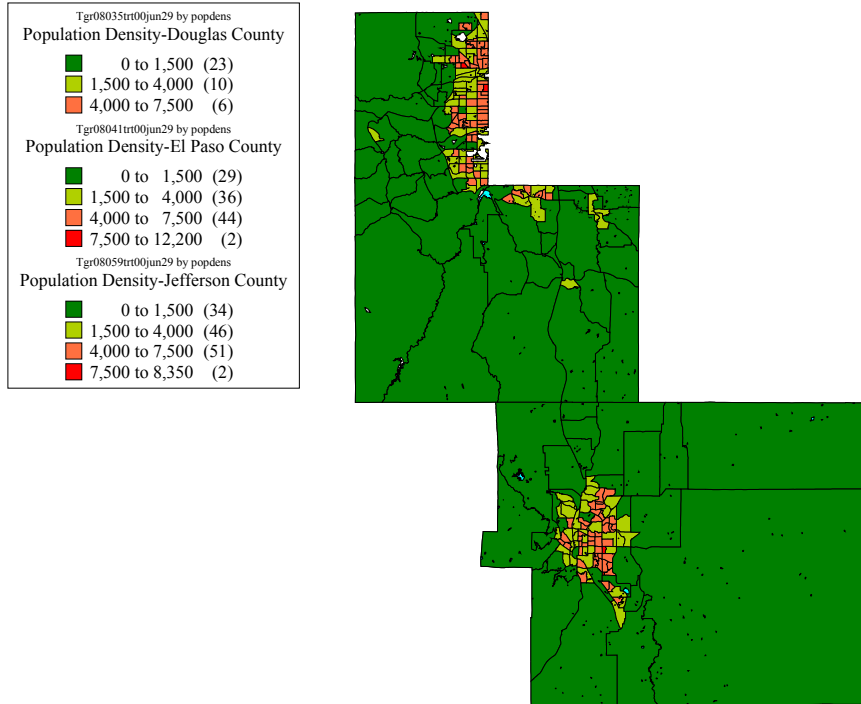 Tgr08035trt00jun29 by popdens
Population Density-Douglas County
0 to 1,500 (23)
1,500 to 4,000 (10)
4,000 to 7,500 (6)
Tgr08041trt00jun29 by popdens
Population Density-El Paso County
0 to 1,500 (29)
1,500 to 4,000 (36)
4,000 to 7,500 (44)
7,500 to 12,200 (2)
Tgr08059trt00jun29 by popdens
Population Density-Jefferson County
0 to 1,500 (34)
1,500 to 4,000 (46)
4,000 to 7,500 (51)
7,500 to 8,350 (2)